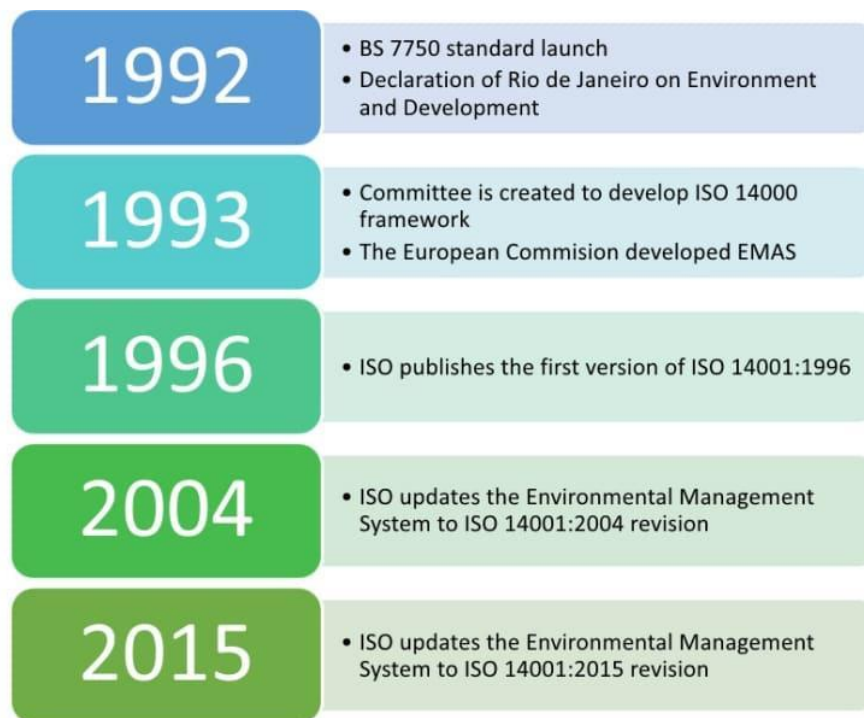 1992
• BS 7750 standard launch
• Declaration of Rio de Janeiro on Environment
and Development
1993
• Committee is created to develop ISO 14000
framework
• The European Commision developed EMAS
1996
• ISO publishes the first version of ISO 14001:1996
2004
• ISO updates the Environmental Management
System to ISO 14001:2004 revision
2015
• ISO updates the Environmental Management
System to ISO 14001:2015 revision